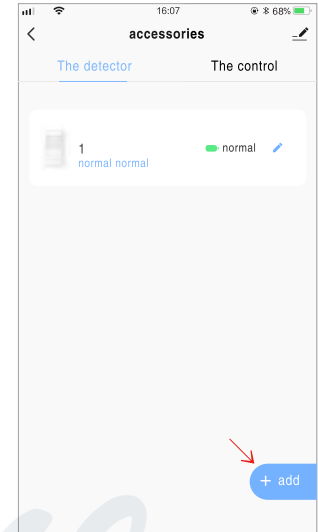 16:07
68%
accessories
The detector
The control
1
normal
normal normal
+ add